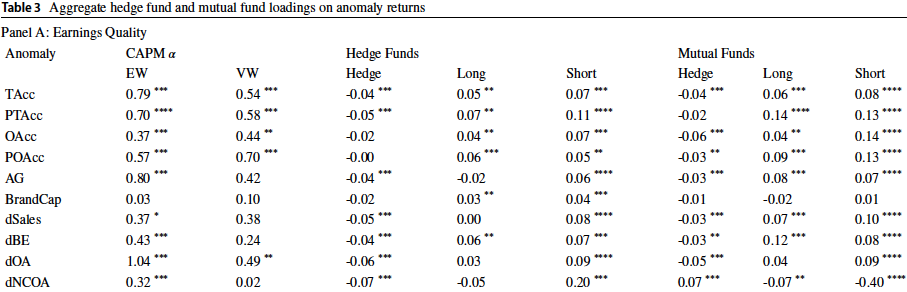 Table 3 Aggregate hedge fund and mutual fund loadings on anomaly returns
Panel A: Earnings Quality
Anomaly CAPM α Hedge Funds Mutual Funds
EW VW Hedge Long Short Hedge Long Short
TAcc 0.79 *** 0.54 *** -0.04 *** 0.05 ** 0.07 *** -0.04 *** 0.06 *** 0.08 ****
PTAcc 0.70 **** 0.58 *** -0.05 *** 0.07 ** 0.11 **** -0.02 0.14 **** 0.13 ****
OAcc 0.37 *** 0.44 ** -0.02 0.04 ** 0.07 *** -0.06 *** 0.04 ** 0.14 ****
POAcc 0.57 *** 0.70 *** -0.00 0.06 *** 0.05 ** -0.03 ** 0.09 *** 0.13 ****
AG 0.80 *** 0.42 -0.04 *** -0.02 0.06 **** -0.03 *** 0.08 *** 0.07 ****
BrandCap 0.03 0.10 -0.02 0.03 ** 0.04 *** -0.01 -0.02 0.01
dSales 0.37 * 0.38 -0.05 *** 0.00 0.08 **** -0.03 *** 0.07 *** 0.10 ****
dBE 0.43 *** 0.24 -0.04 *** 0.06 ** 0.07 *** -0.03 ** 0.12 *** 0.08 ****
dOA 1.04 *** 0.49 ** -0.06 *** 0.03 0.09 **** -0.05 *** 0.04 0.09 ****
dNCOA 0.32 *** 0.02 -0.07 *** -0.05 0.20 *** 0.07 *** -0.07 ** -0.40 ****